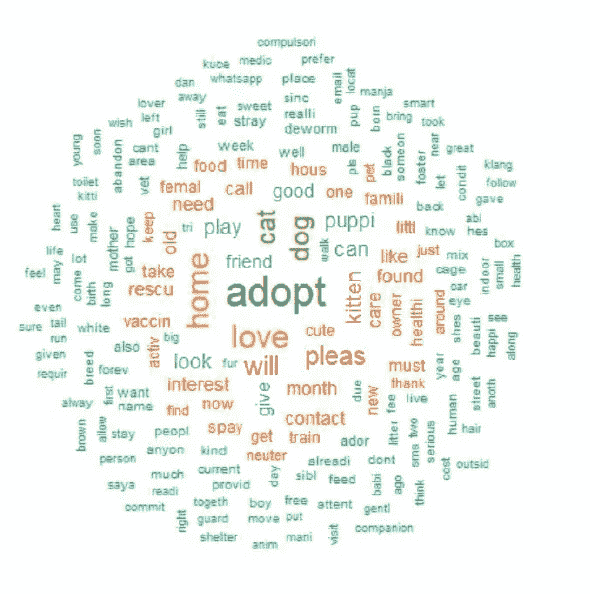 compulsori
kuce medic prefer
dan whatsapp place email locat
lover away sweet sinc manja
wish left still eat stray realli pup born bring smart
young soon girl deworm took
cant help week well male pls black someon foster near great
toilet abandon area vet food time hous pet let condit klang
kitti femal call good one famili back follow
heart use make need tri play cat dog walk puppi littl know abl hes gave
life lot mother got hope keep old friend can like just mix box
feel may come birth long take home kitten found cage indoor small health
rescu adopt care owner healthi around car eye
even white vaccin activ big love cute shes beauti happi see
sure tail run also look fur will pleas must year age along
given breed forev interest give month due new thank street anoth
requir want now contact fee live human
alway first name find spay get train litter two hair
brown allow stay peopl neuter ador sms serious
person anyon kind alreadi dont cost outsid
saya much current day sibl feed babi ago think
readi provid
commit togeth boy free attent gentl
right guard move put visit companion
shelter anim mani